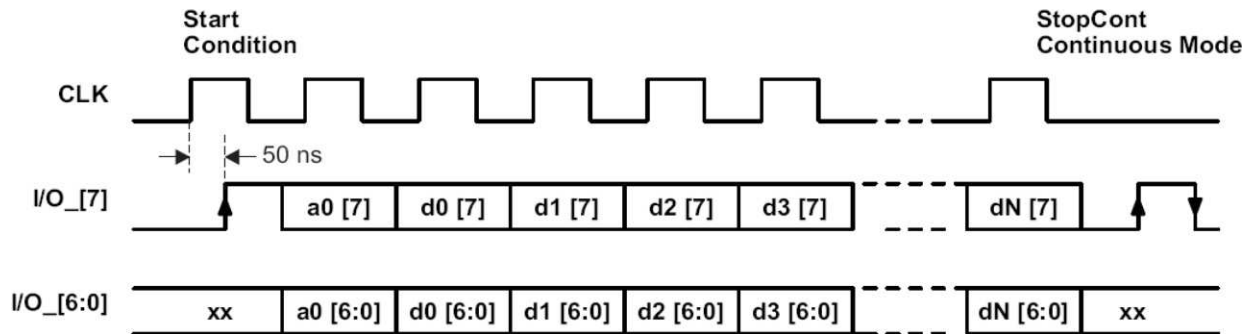 Start
Condition
StopCont
Continuous Mode
CLK
50 ns
I/O_[7]
a0 [7] d0 [7] d1 [7] d2 [7] d3 [7] dN [7]
I/O_[6:0]
xx a0 [6:0] d0 [6:0] d1 [6:0] d2 [6:0] d3 [6:0] dN [6:0] xx